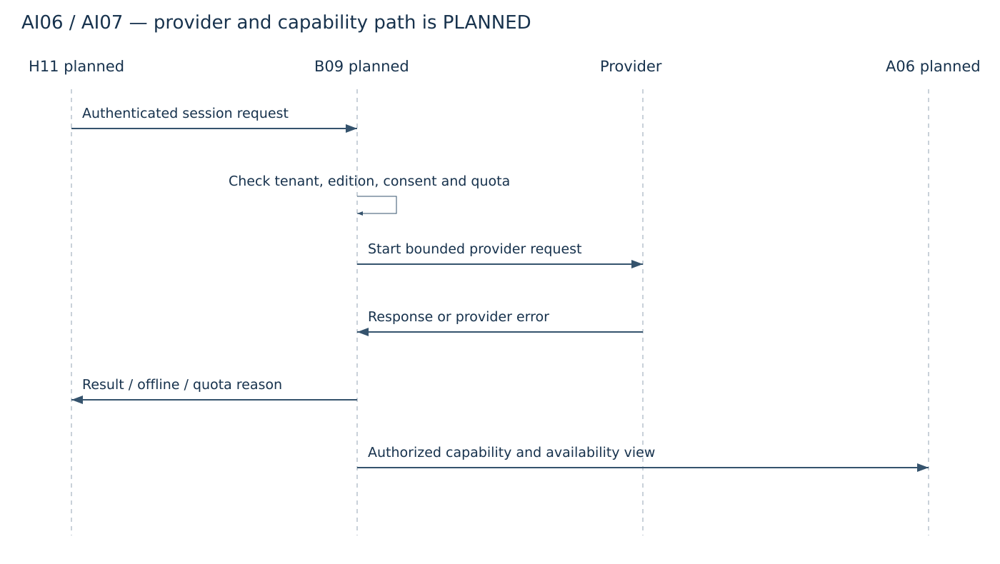 AI06 / AI07 — provider and capability path is PLANNED
H11 planned
B09 planned
Provider
A06 planned
Authenticated session request
Check tenant, edition, consent and quota
Start bounded provider request
Response or provider error
Result / offline / quota reason
Authorized capability and availability view